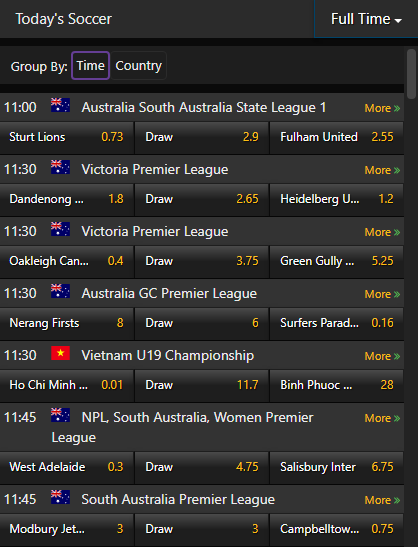 Today's Soccer Full Time
Group By: Time Country
11:00 Australia South Australia State League 1 More »
Sturt Lions 0.73 Draw 2.9 Fulham United 2.55
11:30 Victoria Premier League More »
Dandenong ... 1.8 Draw 2.65 Heidelberg U... 1.2
11:30 Victoria Premier League More »
Oakleigh Can... 0.4 Draw 3.75 Green Gully ... 5.25
11:30 Australia GC Premier League More »
Nerang Firsts 8 Draw 6 Surfers Parad... 0.16
11:30 Vietnam U19 Championship More »
Ho Chi Minh ... 0.01 Draw 11.7 Binh Phuoc ... 28
11:45 NPL, South Australia, Women Premier More »
League
West Adelaide 0.3 Draw 4.75 Salisbury Inter 6.75
11:45 South Australia Premier League More »
Modbury Jet... 3 Draw 3 Campbelltow... 0.75